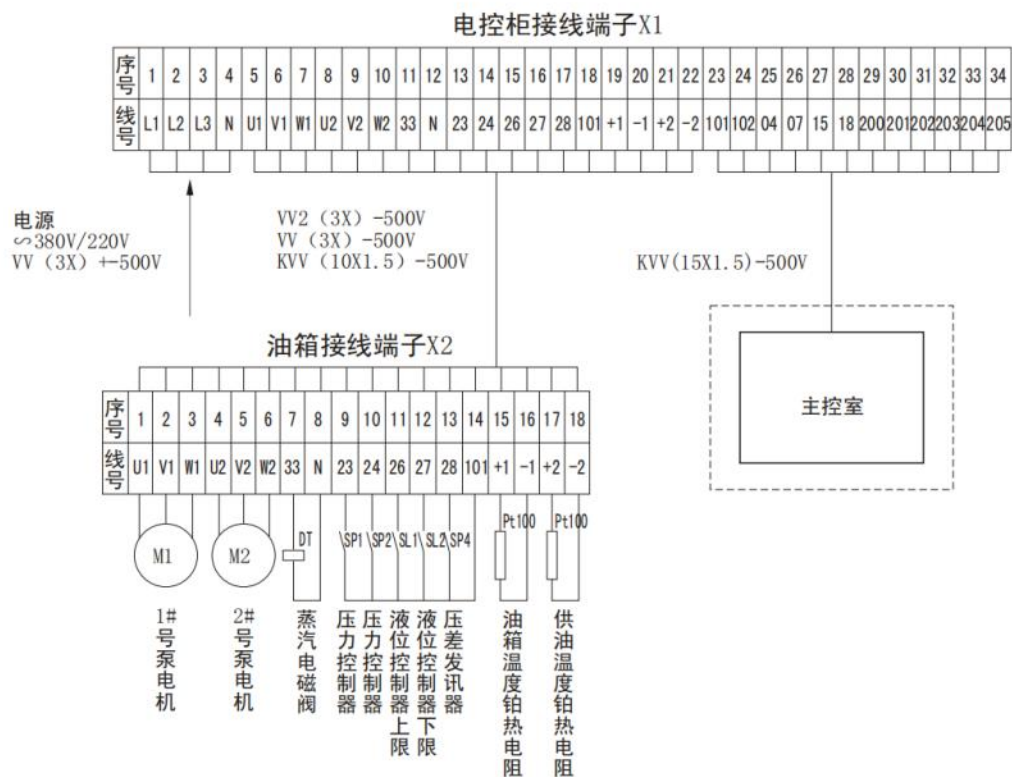 电控柜接线端子X1
序号 1 2 3 4 5 6 7 8 9 10 11 12 13 14 15 16 17 18 19 20 21 22 23 24 25 26 27 28 29 30 31 32 33 34
线号 L1 L2 L3 N U1 V1 W1 U2 V2 W2 33 N 23 24 26 27 28 101 +1 -1 +2 -2 101 102 04 07 15 18 200 201 202 203 204 205
电源
∽380V/220V
VV（3X）+-500V
VV2（3X）-500V
VV（3X）-500V
KVV（10X1.5）-500V
KVV(15X1.5)-500V
主控室
油箱接线端子X2
序号 1 2 3 4 5 6 7 8 9 10 11 12 13 14 15 16 17 18
线号 U1 V1 W1 U2 V2 W2 33 N 23 24 26 27 28 101 +1 -1 +2 -2
M1 M2 DT SP1 SP2 SL1 SL2 SP4 Pt100 Pt100
1#号泵电机
2#号泵电机
蒸汽电磁阀
压力控制器
压力控制器
液位控制器上限
液位控制器下限
压差发讯器
油箱温度铂热电阻
供油温度铂热电阻